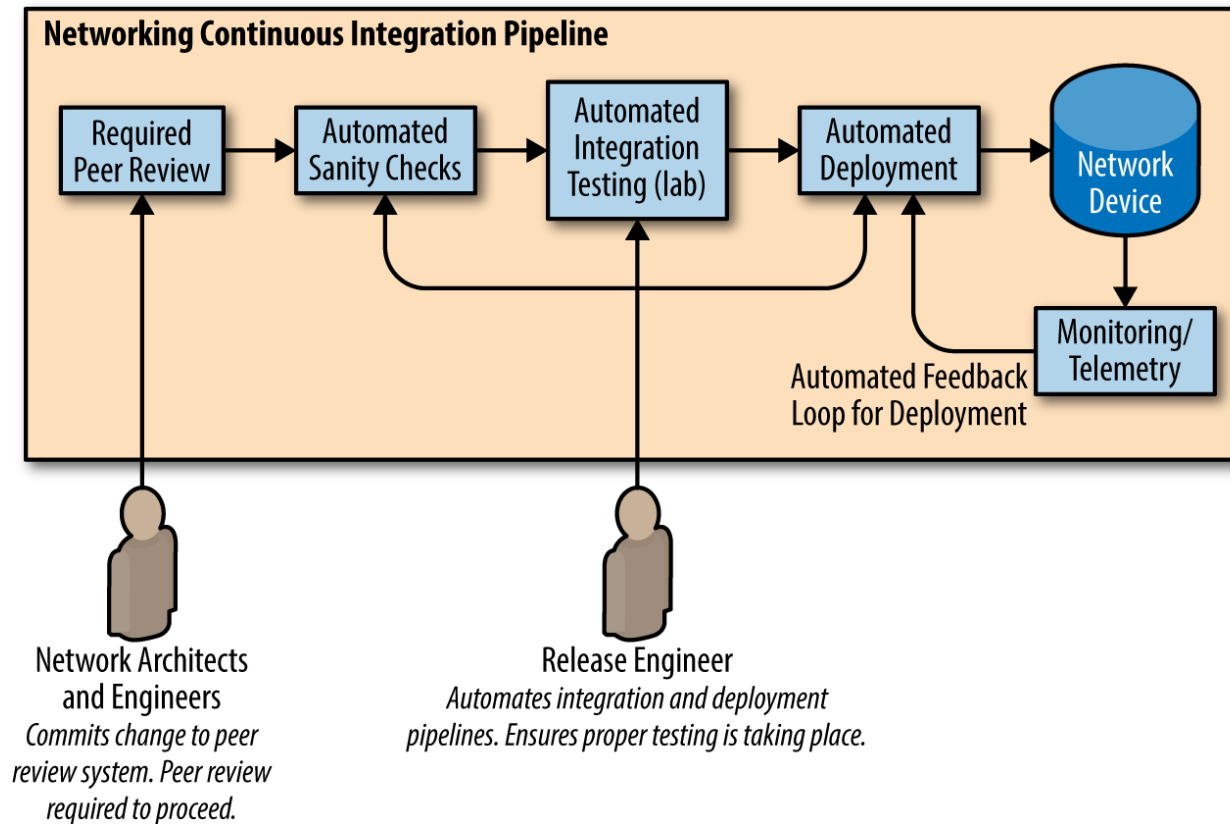 Networking Continuous Integration Pipeline
Required
Peer Review
Automated
Sanity Checks
Automated
Integration
Testing (lab)
Automated
Deployment
Network
Device
Monitoring/
Telemetry
Automated Feedback
Loop for Deployment
Network Architects
and Engineers
Commits change to peer
review system. Peer review
required to proceed.
Release Engineer
Automates integration and deployment
pipelines. Ensures proper testing is taking place.